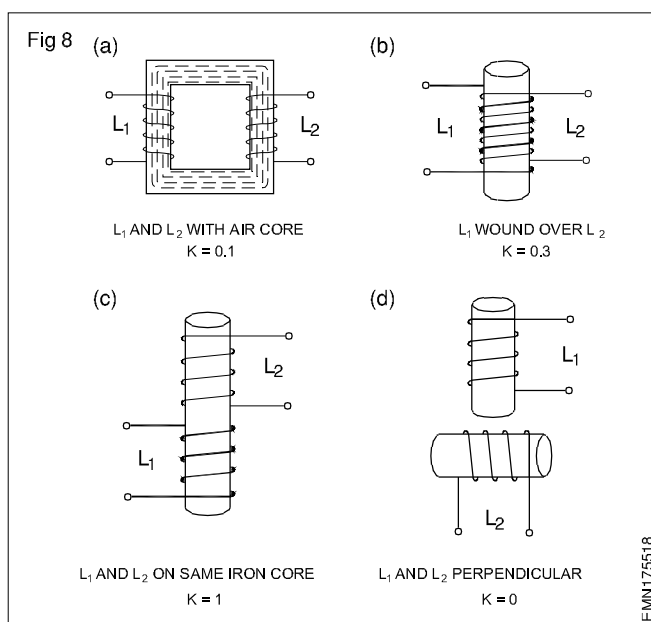 Fig 8
(a)
L₁
L₂
L₁ AND L₂ WITH AIR CORE
K = 0.1
(b)
L₁
L₂
L₁ WOUND OVER L₂
K = 0.3
(c)
L₂
L₁
L₁ AND L₂ ON SAME IRON CORE
K = 1
(d)
L₁
L₂
L₁ AND L₂ PERPENDICULAR
K = 0
EMN175518